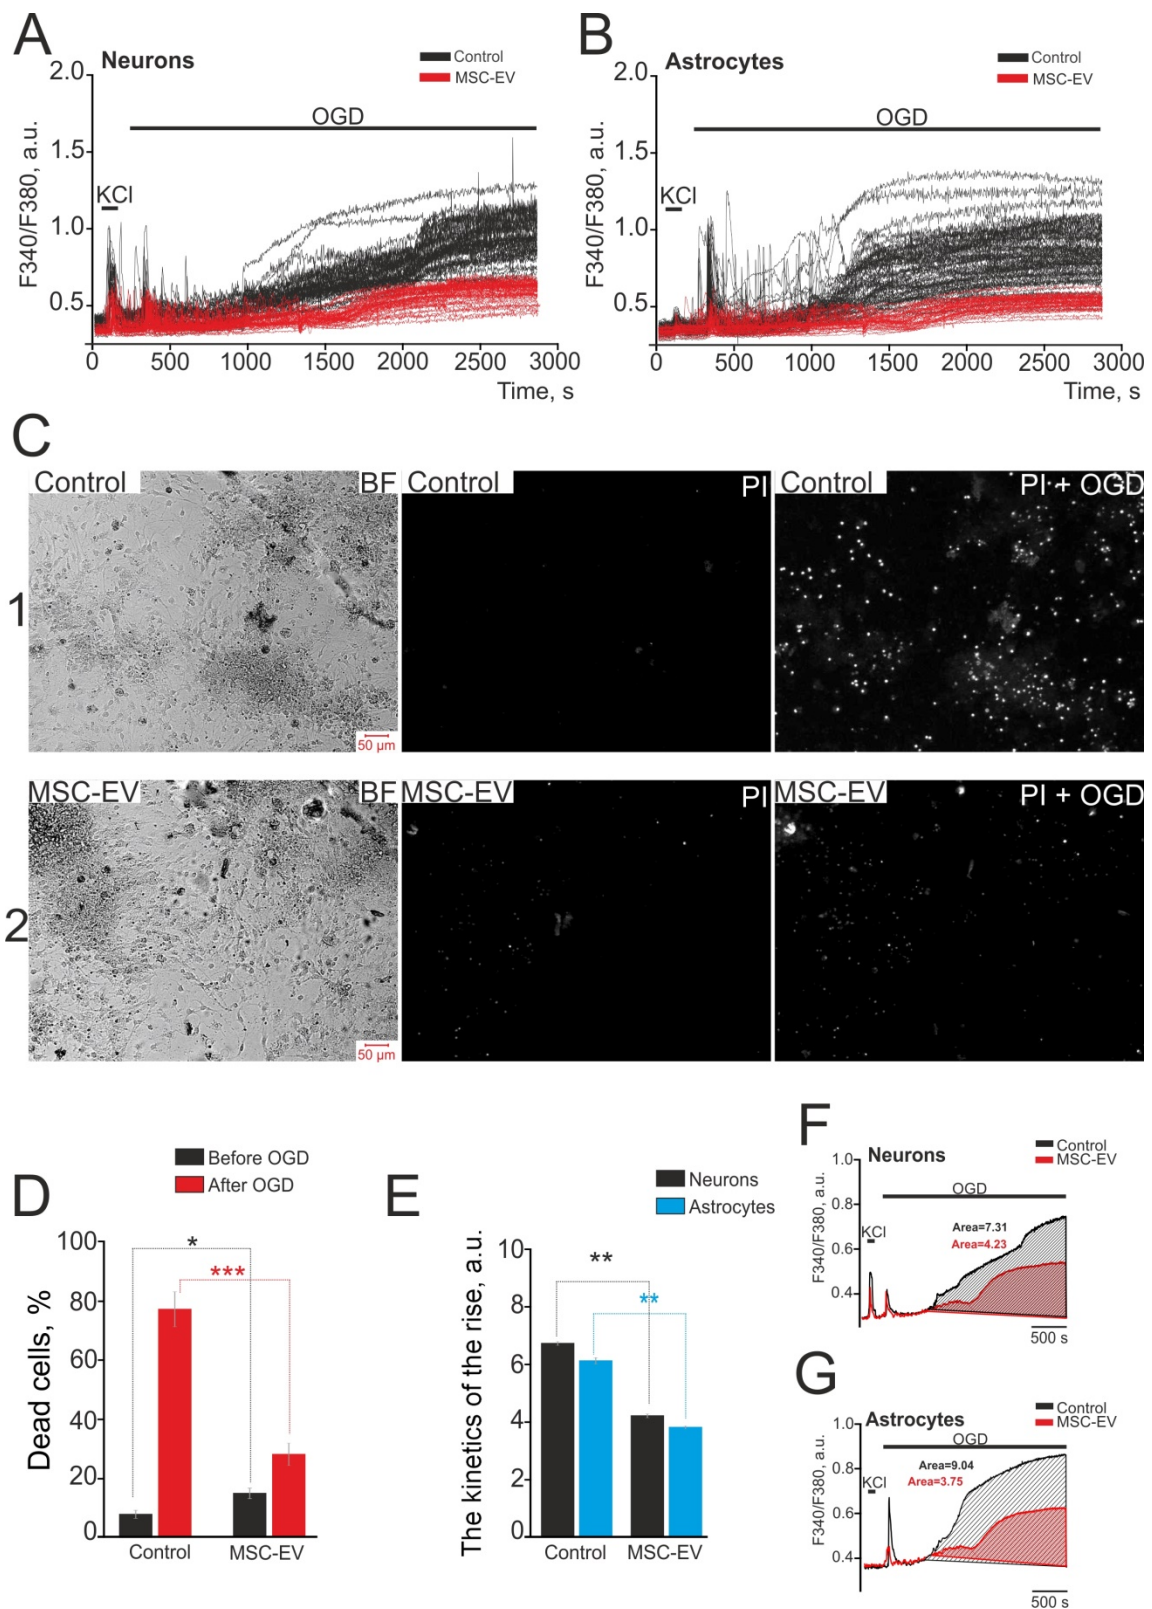 A
Neurons
Control
MSC-EV
2.0
OGD
1.5
KCl
1.0
0.5
F340/F380, a.u.
0 500 1000 1500 2000 2500 3000
Time, s
B
Astrocytes
Control
MSC-EV
2.0
OGD
1.5
KCl
1.0
0.5
F340/F380, a.u.
0 500 1000 1500 2000 2500 3000
Time, s
C
1
Control BF
50 µm
Control PI
Control PI + OGD
2
MSC-EV BF
50 µm
MSC-EV PI
MSC-EV PI + OGD
D
Before OGD
After OGD
100
80
60
40
20
0
Dead cells, %
*
***
Control MSC-EV
E
Neurons
Astrocytes
10
8
6
4
2
0
The kinetics of the rise, a.u.
**
**
Control MSC-EV
F
Neurons
Control
MSC-EV
1.0
0.8
0.6
0.4
F340/F380, a.u.
OGD
KCl
Area=7.31
Area=4.23
500 s
G
Astrocytes
Control
MSC-EV
1.0
0.8
0.6
0.4
F340/F380, a.u.
OGD
KCl
Area=9.04
Area=3.75
500 s